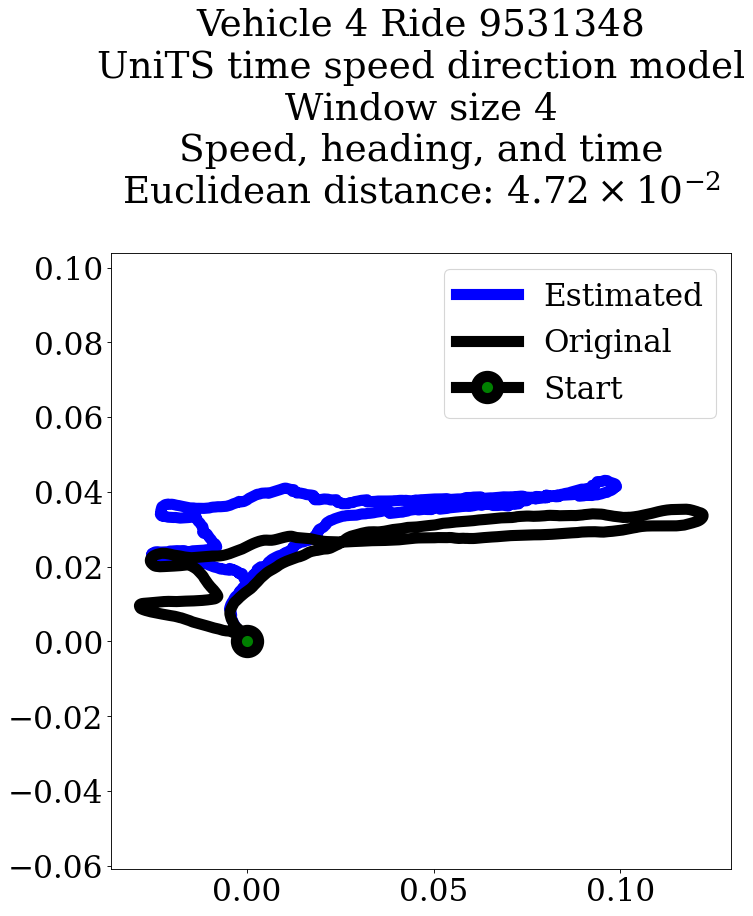 Vehicle 4 Ride 9531348
UniTS time speed direction model
Window size 4
Speed, heading, and time
Euclidean distance: 4.72 × 10⁻²
Estimated
Original
Start
0.10
0.08
0.06
0.04
0.02
0.00
−0.02
−0.04
−0.06
0.00 0.05 0.10